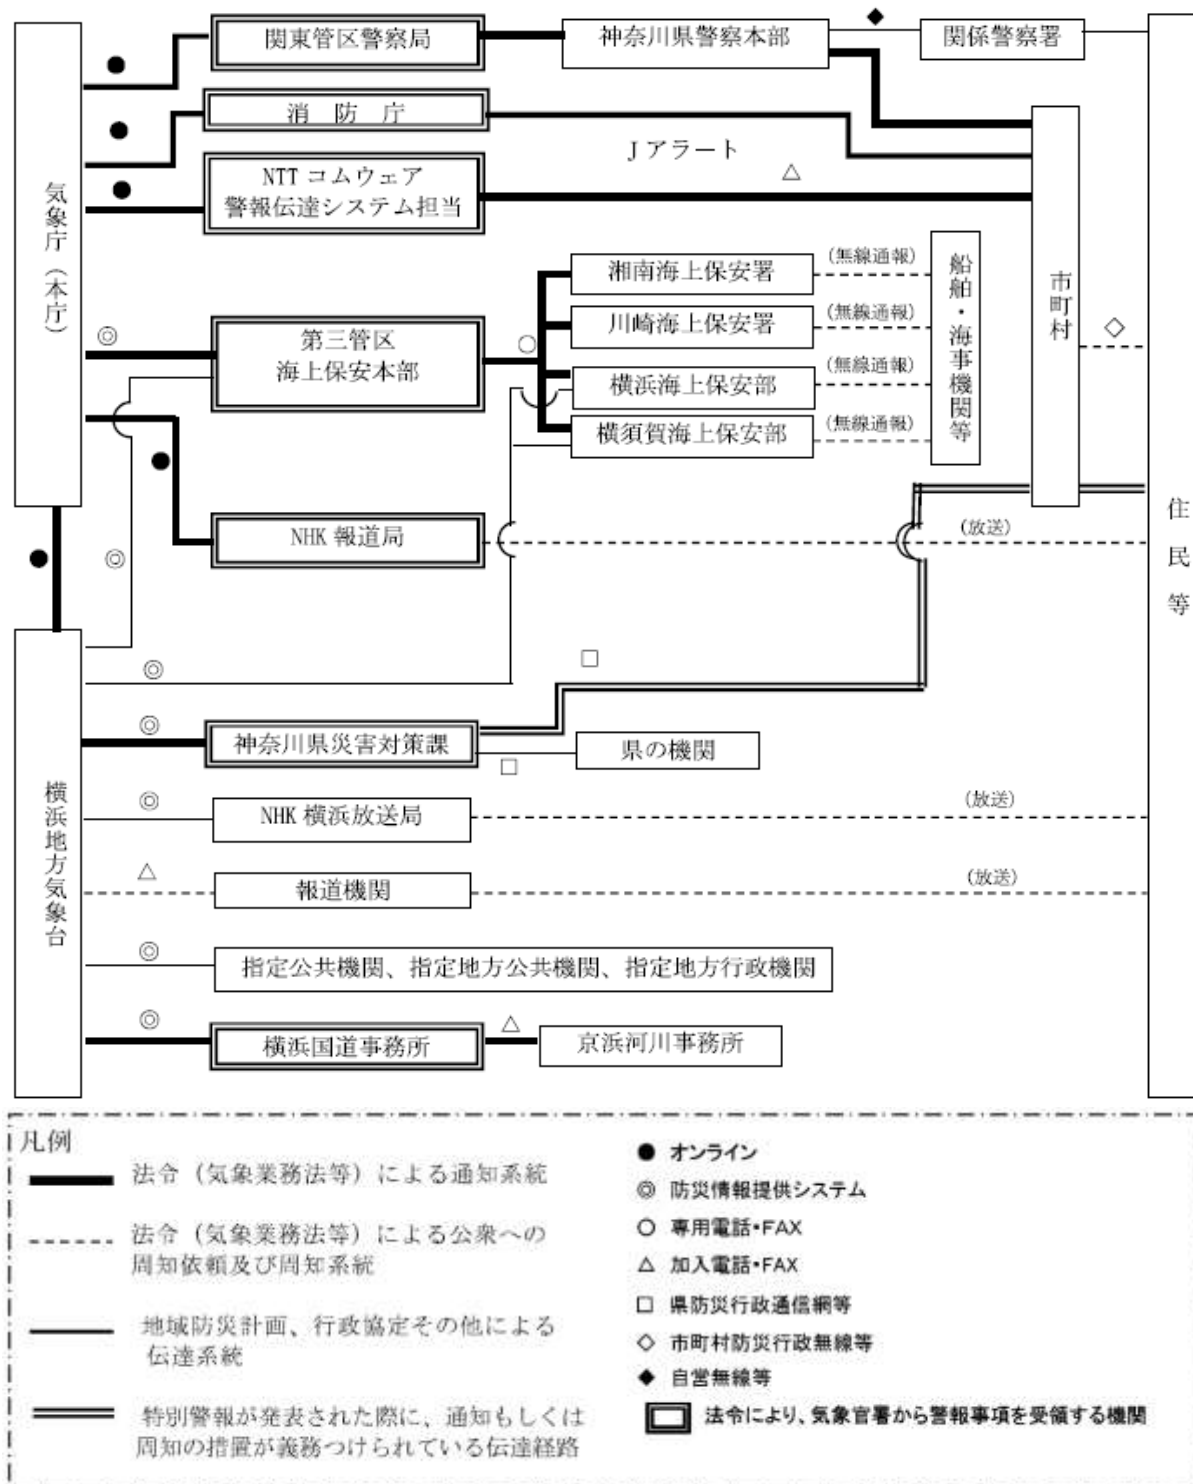 関東管区警察局
神奈川県警察本部
◆
関係警察署
●
消 防 庁
●
Jアラート
NTT コムウェア
警報伝達システム担当
●
△
気象庁（本庁）
湘南海上保安署
(無線通報)
船舶・海事機関等
市町村
第三管区
海上保安本部
◎
○
川崎海上保安署
(無線通報)
◇
横浜海上保安部
(無線通報)
横須賀海上保安部
(無線通報)
●
NHK 報道局
(放送)
住民等
●
◎
◎
□
横浜地方気象台
◎
神奈川県災害対策課
□
県の機関
◎
NHK 横浜放送局
(放送)
△
報道機関
(放送)
◎
指定公共機関、指定地方公共機関、指定地方行政機関
◎
横浜国道事務所
△
京浜河川事務所
凡例
法令（気象業務法等）による通知系統
法令（気象業務法等）による公衆への
周知依頼及び周知系統
地域防災計画、行政協定その他による
伝達系統
特別警報が発表された際に、通知もしくは
周知の措置が義務つけられている伝達経路
● オンライン
◎ 防災情報提供システム
○ 専用電話・FAX
△ 加入電話・FAX
□ 県防災行政通信網等
◇ 市町村防災行政無線等
◆ 自営無線等
法令により、気象官署から警報事項を受領する機関